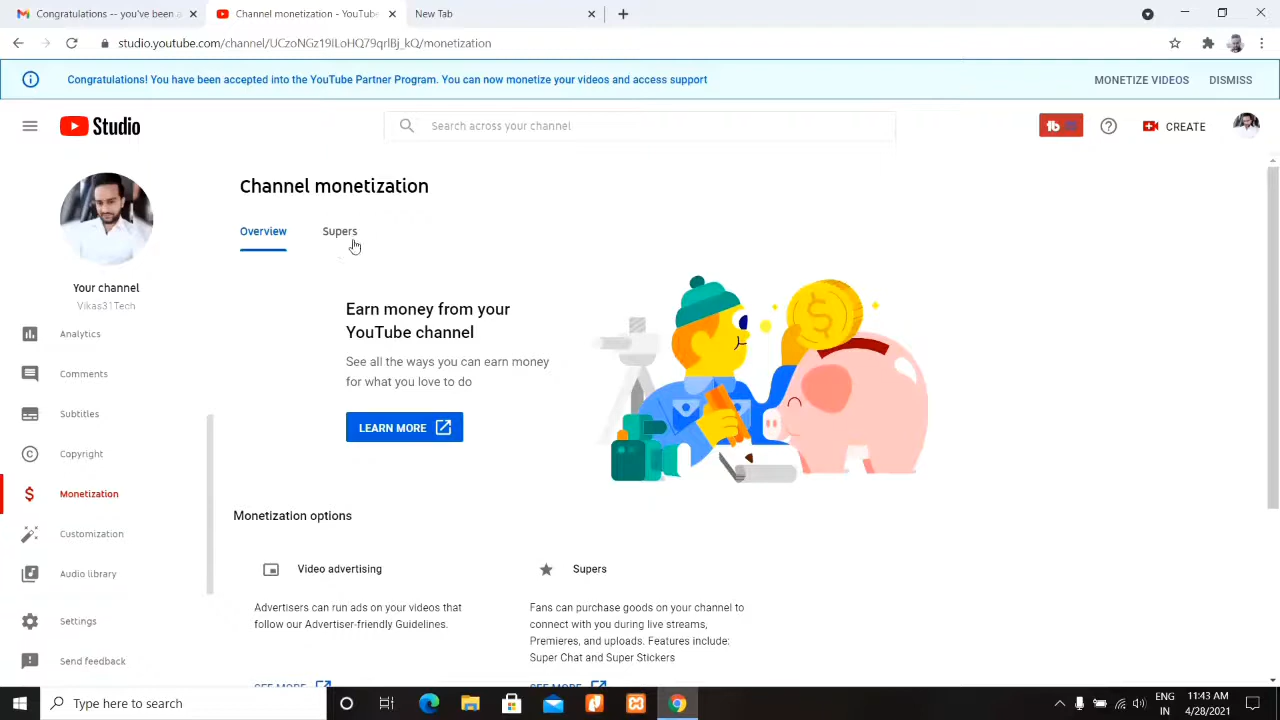 Congratulations -- you've been a
Monetization - YouTube
New Tab
studio.youtube.com/channel/UCzoNGz19ILoHQ79qrlBj_kQ/monetization
Congratulations! You have been accepted into the YouTube Partner Program. You can now monetize your videos and access support
MONETIZE VIDEOS
DISMISS
Studio
Search across your channel
CREATE
Channel monetization
Overview
Supers
Your channel
Vikas31Tech
Analytics
Comments
Subtitles
Copyright
Monetization
Customization
Audio library
Settings
Send feedback
Earn money from your
YouTube channel
See all the ways you can earn money
for what you love to do
LEARN MORE
Monetization options
Video advertising
Advertisers can run ads on your videos that
follow our Advertiser-friendly Guidelines.
SEE MORE
Supers
Fans can purchase goods on your channel to
connect with you during live streams,
Premieres, and uploads. Features include:
Super Chat and Super Stickers
SEE MORE
Type here to search
ENG
IN
11:43 AM
4/28/2021